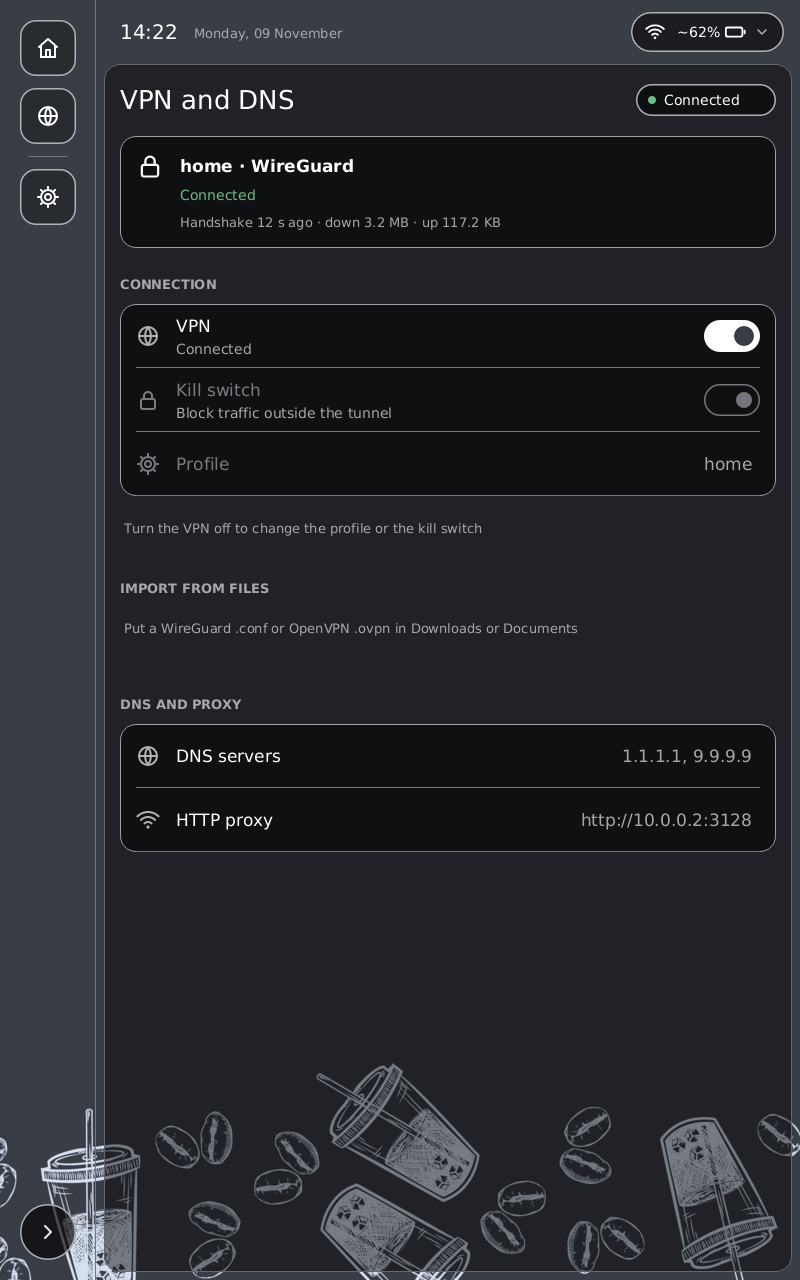 14:22 Monday, 09 November ~62%
VPN and DNS Connected
home · WireGuard
Connected
Handshake 12 s ago · down 3.2 MB · up 117.2 KB
CONNECTION
VPN
Connected
Kill switch
Block traffic outside the tunnel
Profile home
Turn the VPN off to change the profile or the kill switch
IMPORT FROM FILES
Put a WireGuard .conf or OpenVPN .ovpn in Downloads or Documents
DNS AND PROXY
DNS servers 1.1.1.1, 9.9.9.9
HTTP proxy http://10.0.0.2:3128